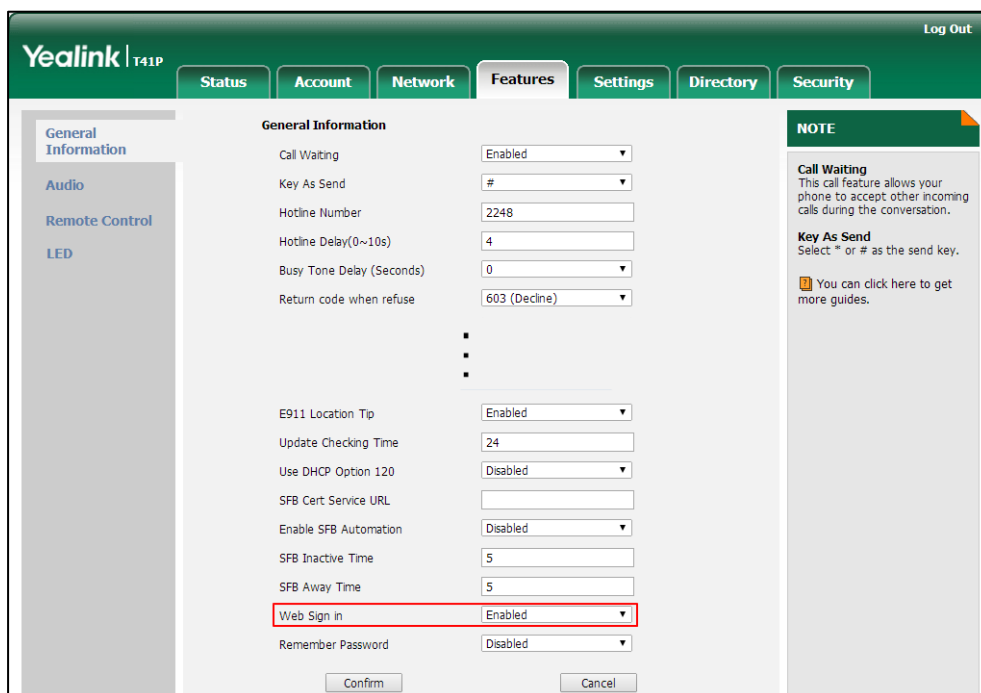 Log Out
Yealink T41P
Status Account Network Features Settings Directory Security
General Information
Audio
Remote Control
LED
General Information
Call Waiting Enabled
Key As Send #
Hotline Number 2248
Hotline Delay(0~10s) 4
Busy Tone Delay (Seconds) 0
Return code when refuse 603 (Decline)
E911 Location Tip Enabled
Update Checking Time 24
Use DHCP Option 120 Disabled
SFB Cert Service URL
Enable SFB Automation Disabled
SFB Inactive Time 5
SFB Away Time 5
Web Sign in Enabled
Remember Password Disabled
Confirm Cancel
NOTE
Call Waiting
This call feature allows your
phone to accept other incoming
calls during the conversation.
Key As Send
Select * or # as the send key.
You can click here to get
more guides.